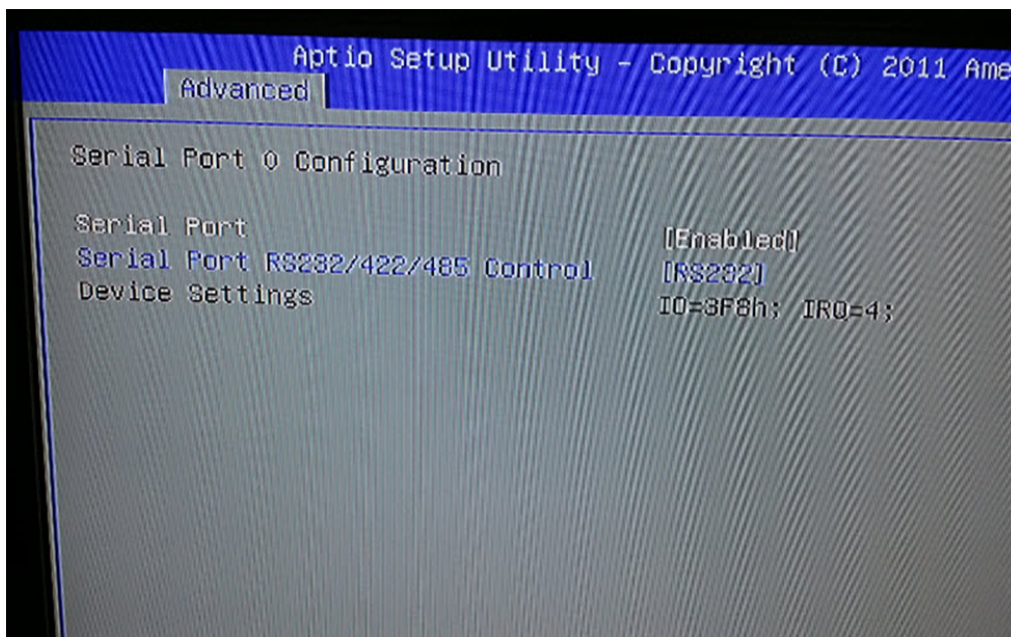 Aptio Setup Utility – Copyright (C) 2011 Ame
Advanced
Serial Port 0 Configuration
Serial Port [Enabled]
Serial Port RS232/422/485 Control [RS232]
Device Settings IO=3F8h; IRQ=4;